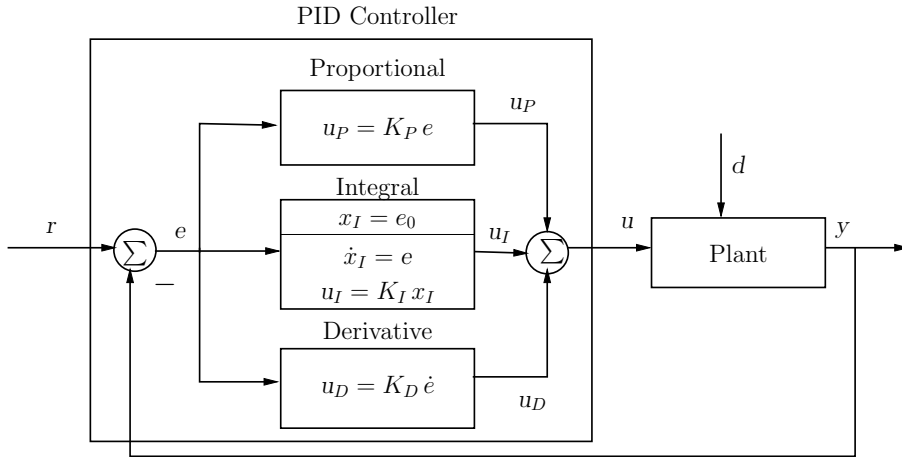 PID Controller
Proportional
u_P = K_P e
u_P
d
Integral
x_I = e_0
r
e
ẋ_I = e
u_I = K_I x_I
u_I
∑
∑
u
Plant
y
−
Derivative
u_D = K_D ė
u_D